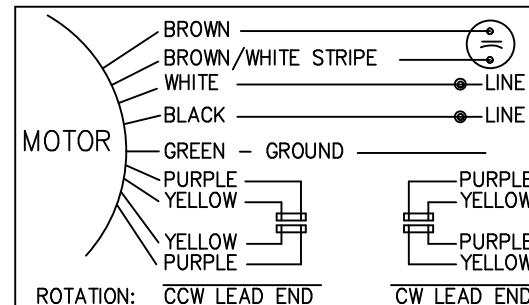 BROWN
BROWN/WHITE STRIPE
WHITE LINE
BLACK LINE
MOTOR
GREEN - GROUND
PURPLE PURPLE
YELLOW YELLOW
YELLOW PURPLE
PURPLE YELLOW
ROTATION: CCW LEAD END CW LEAD END